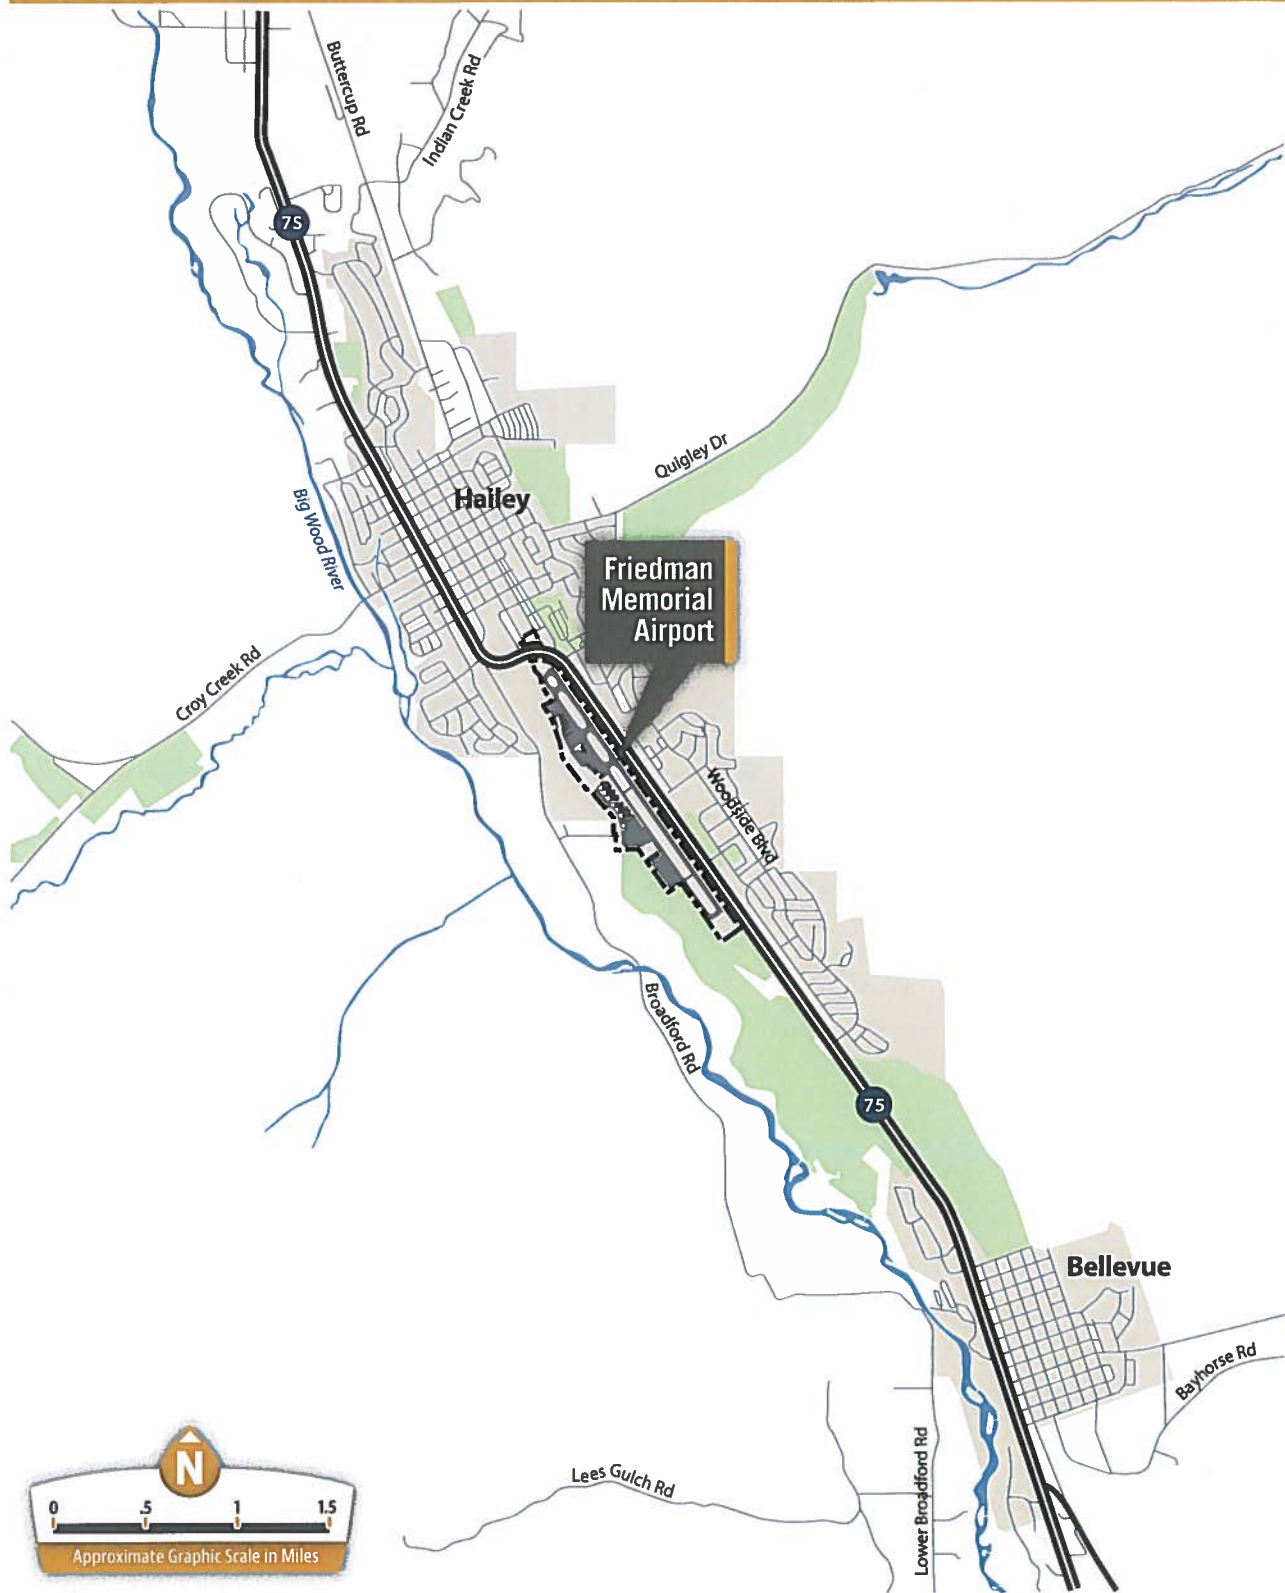 Buttercup Rd
Indian Creek Rd
75
Quigley Dr
Hailey
Big Wood River
Friedman
Memorial
Airport
Croy Creek Rd
Woodside Blvd
Broadford Rd
75
Bellevue
Bayhorse Rd
Lees Gulch Rd
Lower Broadford Rd
N
0 .5 1 1.5
Approximate Graphic Scale in Miles